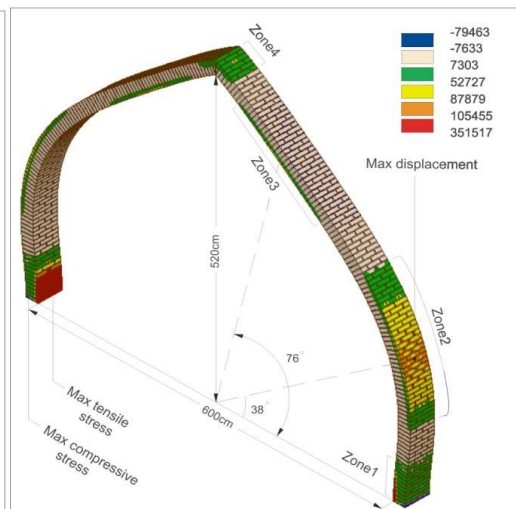 -79463
-7633
7303
52727
87879
105455
351517
Zone4
Max displacement
Zone3
520cm
Zone2
76°
38°
600cm
Max tensile
stress
Max compressive
stress
Zone1